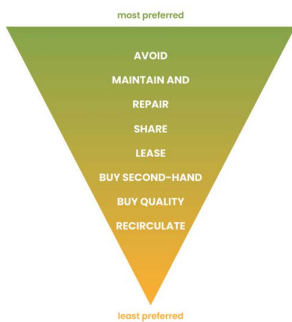 most preferred
AVOID
MAINTAIN AND
REPAIR
SHARE
LEASE
BUY SECOND-HAND
BUY QUALITY
RECIRCULATE
least preferred